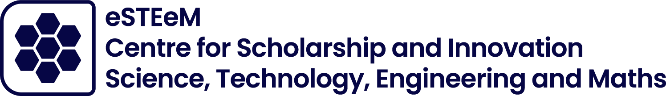 eSTEeM
Centre for Scholarship and Innovation
Science, Technology, Engineering and Maths